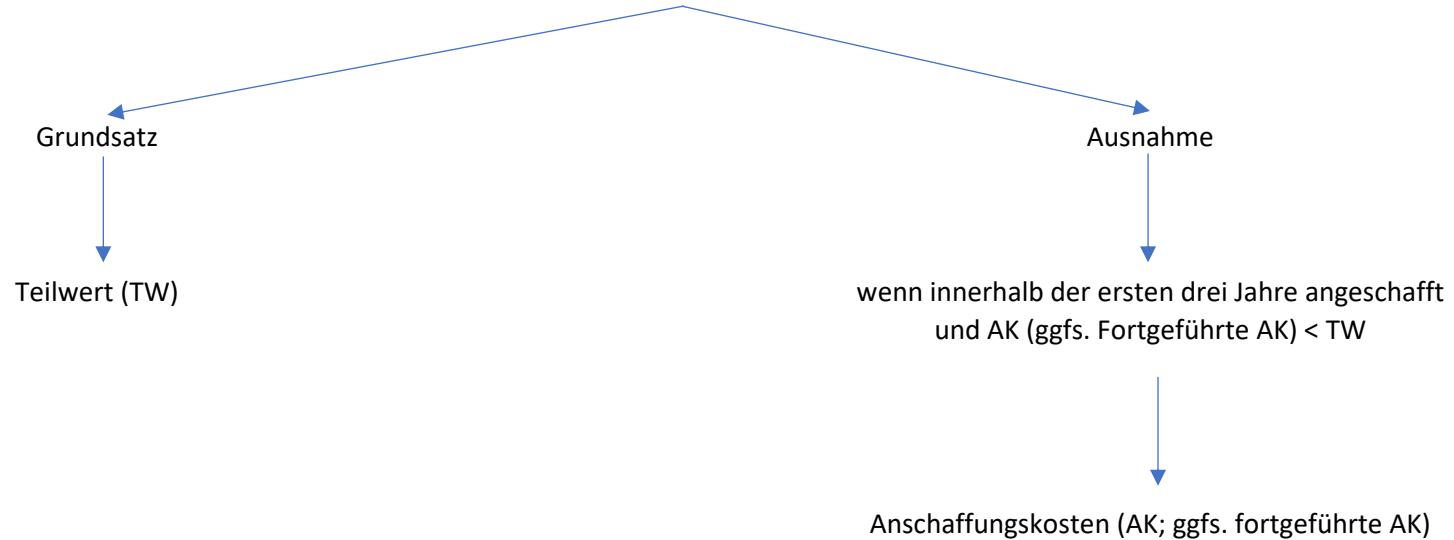 Grundsatz
Ausnahme
Teilwert (TW)
wenn innerhalb der ersten drei Jahre angeschafft
und AK (ggfs. Fortgeführte AK) < TW
Anschaffungskosten (AK; ggfs. fortgeführte AK)